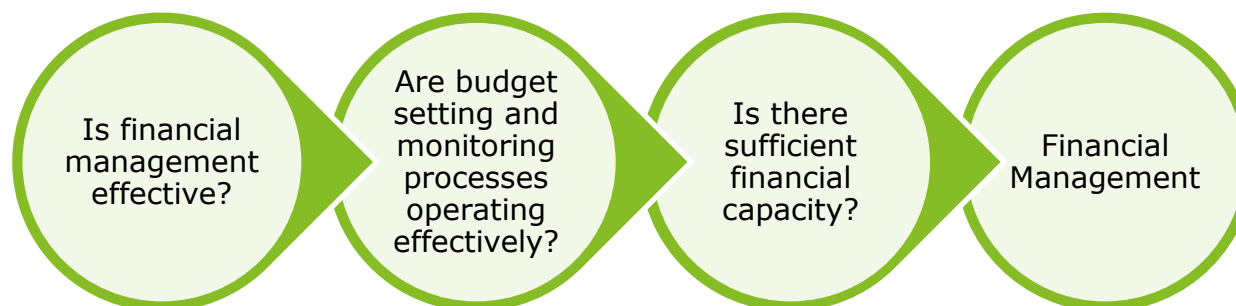 Is financial
management
effective?
Are budget
setting and
monitoring
processes
operating
effectively?
Is there
sufficient
financial
capacity?
Financial
Management